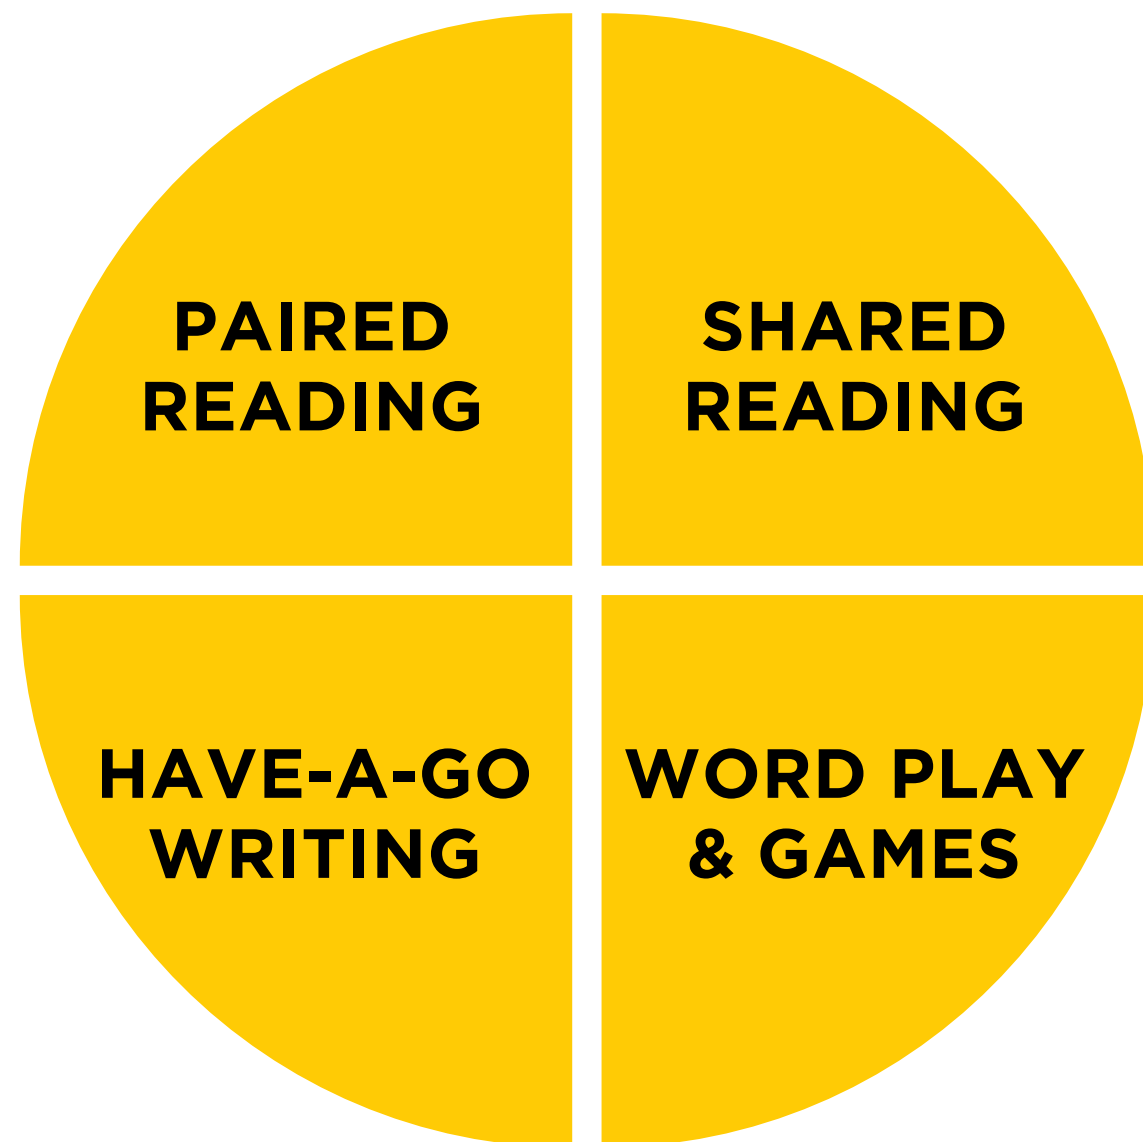 PAIRED
READING
SHARED
READING
HAVE-A-GO
WRITING
WORD PLAY
& GAMES